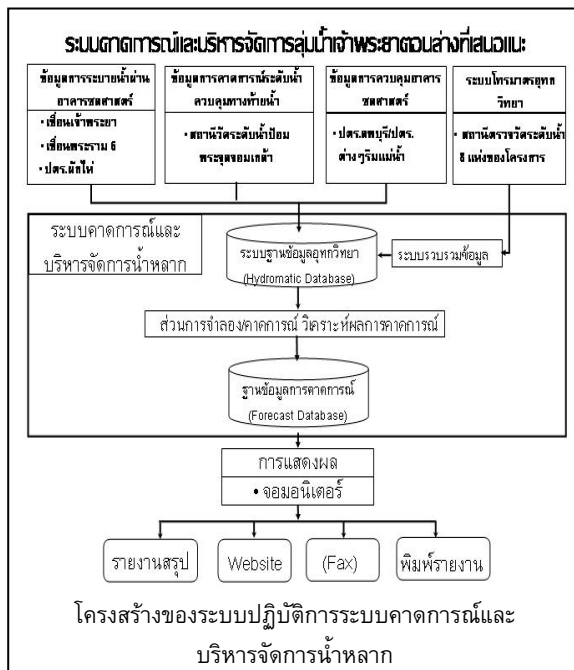 ระบบคาดการณ์และบริหารจัดการลุ่มน้ำเจ้าพระยาตอนล่างที่เสนอแนะ
ข้อมูลการระบายน้ำผ่าน
อาคารชลศาสตร์
•เขื่อนเจ้าพระยา
•เขื่อนพระราม 6
•ปตร.ผักไห่
ข้อมูลการคาดการณ์ระดับน้ำ
ควบคุมทางท้ายน้ำ
•สถานีวัดระดับน้ำป้อม
พระจุลจอมเกล้า
ข้อมูลการควบคุมอาคาร
ชลศาสตร์
•ปตร.ลพบุรี/ปตร.
ต่างๆริมแม่น้ำ
ระบบโทรมาตรอุทก
วิทยา
• สถานีตรวจวัดระดับน้ำ
8 แห่งของโครงการ
ระบบคาดการณ์และ
บริหารจัดการน้ำหลาก
ระบบฐานข้อมูลอุทกวิทยา
(Hydromatic Database)
ระบบรวบรวมข้อมูล
ส่วนการจำลอง/คาดการณ์ วิเคราะห์ผลการคาดการณ์
ฐานข้อมูลการคาดการณ์
(Forecast Database)
การแสดงผล
• จอมอนิเตอร์
รายงานสรุป
Website
(Fax)
พิมพ์รายงาน
โครงสร้างของระบบปฏิบัติการระบบคาดการณ์และ
บริหารจัดการน้ำหลาก